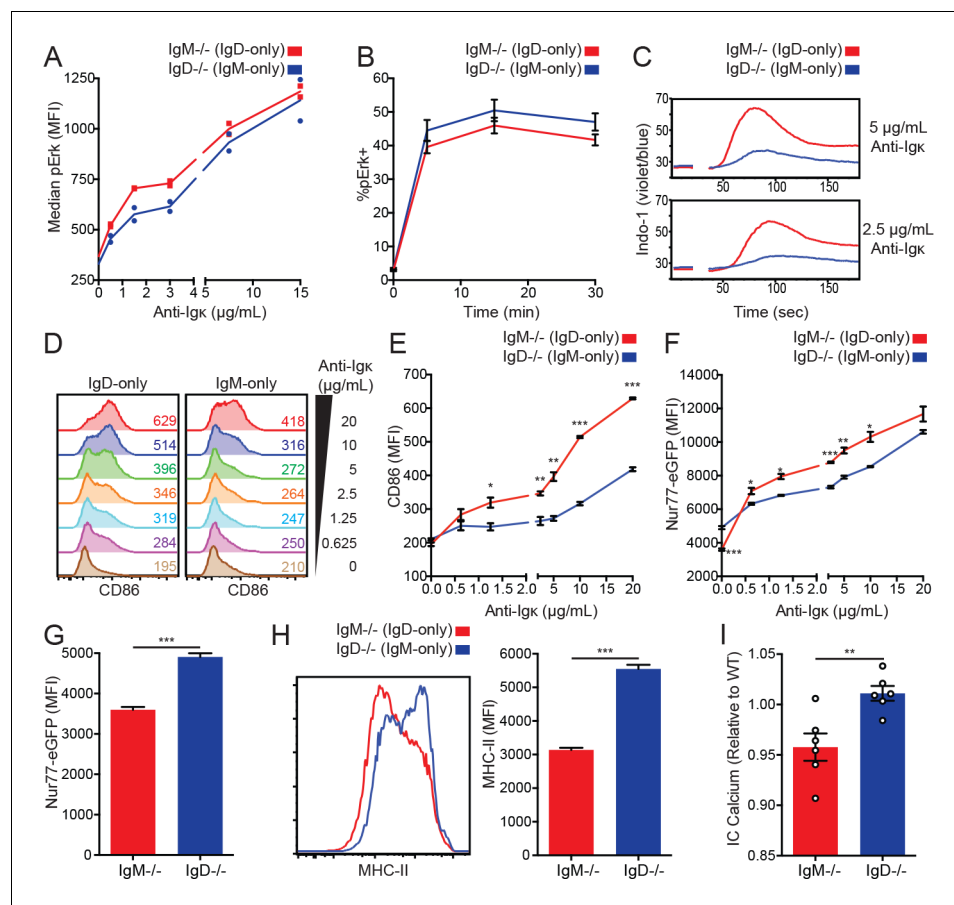 A
IgM-/- (IgD-only)
IgD-/- (IgM-only)
1250
1000
750
500
250
Median pErk (MFI)
0 1 2 3 4 5 10 15
Anti-Igκ (µg/mL)
B
IgM-/- (IgD-only)
IgD-/- (IgM-only)
60
50
40
30
20
10
0
%pErk+
0 10 20 30
Time (min)
C
IgM-/- (IgD-only)
IgD-/- (IgM-only)
Indo-1 (violet/blue)
70
50
30
50 100 150
5 µg/mL
Anti-Igκ
70
50
30
50 100 150
2.5 µg/mL
Anti-Igκ
Time (sec)
D
IgD-only IgM-only
Anti-Igκ
(µg/mL)
629 418 20
514 316 10
396 272 5
346 264 2.5
319 247 1.25
284 250 0.625
195 210 0
CD86 CD86
E
IgM-/- (IgD-only)
IgD-/- (IgM-only)
700
600
500
400
300
200
100
CD86 (MFI)
* ** ** *** ***
0.0 0.5 1.0 1.5 2.0 5 10 20
Anti-Igκ (µg/mL)
F
IgM-/- (IgD-only)
IgD-/- (IgM-only)
14000
12000
10000
8000
6000
4000
2000
Nur77-eGFP (MFI)
*** * * *** ** *
0.0 0.5 1.0 1.5 2.0 5 10 20
Anti-Igκ (µg/mL)
G
***
5000
4000
3000
2000
1000
0
Nur77-eGFP (MFI)
IgM-/- IgD-/-
H
IgM-/- (IgD-only)
IgD-/- (IgM-only)
MHC-II
***
6000
5000
4000
3000
2000
1000
0
MHC-II (MFI)
IgM-/- IgD-/-
I
**
1.05
1.00
0.95
0.90
0.85
IC Calcium (Relative to WT)
IgM-/- IgD-/-